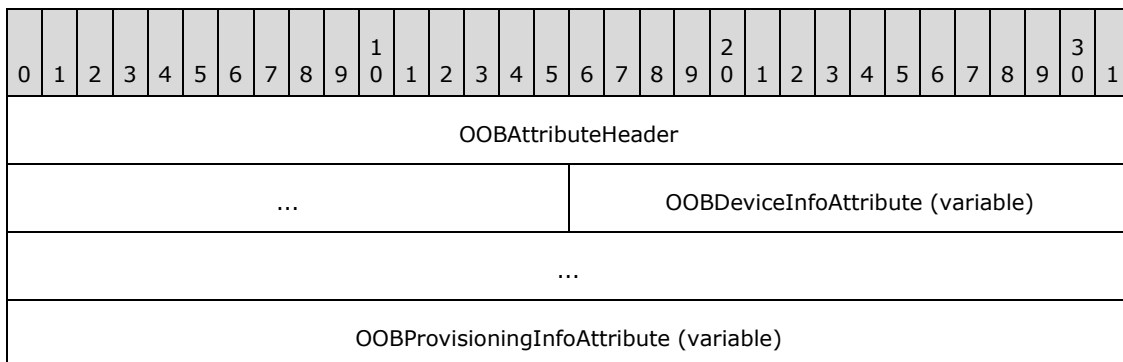 1 2 3
0 1 2 3 4 5 6 7 8 9 0 1 2 3 4 5 6 7 8 9 0 1 2 3 4 5 6 7 8 9 0 1
OOBAttributeHeader
... OOBDeviceInfoAttribute (variable)
...
OOBProvisioningInfoAttribute (variable)